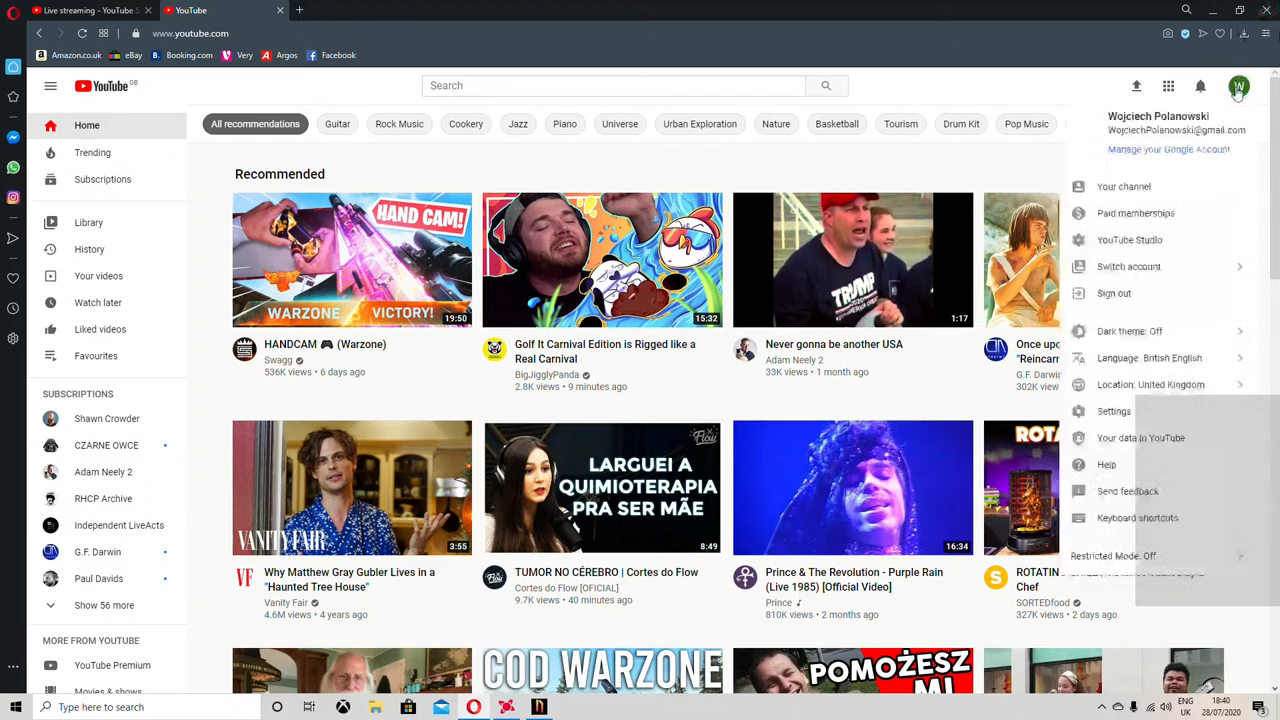 Live streaming - YouTube S
YouTube
www.youtube.com
Amazon.co.uk
eBay
Booking.com
Very
Argos
Facebook
YouTube GB
Search
W
Home
Trending
Subscriptions
Library
History
Your videos
Watch later
Liked videos
Favourites
SUBSCRIPTIONS
Shawn Crowder
CZARNE OWCE
Adam Neely 2
RHCP Archive
Independent LiveActs
G.F. Darwin
Paul Davids
Show 56 more
MORE FROM YOUTUBE
YouTube Premium
Movies & shows
All recommendations
Guitar
Rock Music
Cookery
Jazz
Piano
Universe
Urban Exploration
Nature
Basketball
Tourism
Drum Kit
Pop Music
Recommended
HAND CAM!
WARZONE VICTORY!
19:50
HANDCAM 🎮 (Warzone)
Swagg
536K views • 6 days ago
15:32
Golf It Carnival Edition is Rigged like a
Real Carnival
BigJigglyPanda
2.8K views • 9 minutes ago
TRUMP
1:17
Never gonna be another USA
Adam Neely 2
33K views • 1 month ago
Once upo
"Reincarn
G.F. Darwin
302K view
VANITY FAIR
3:55
VF
Why Matthew Gray Gubler Lives in a
"Haunted Tree House"
Vanity Fair
4.6M views • 4 years ago
Flow
LARGUEI A
QUIMIOTERAPIA
PRA SER MÃE
8:49
TUMOR NO CÉREBRO | Cortes do Flow
Cortes do Flow [OFICIAL]
9.7K views • 40 minutes ago
16:34
Prince & The Revolution - Purple Rain
(Live 1985) [Official Video]
Prince
810K views • 2 months ago
ROTA
S
ROTATIN
Chef
SORTEDfood
327K views • 2 days ago
COD WARZONE
POMOŻESZ
MI
Wojciech Polanowski
WojciechPolanowski@gmail.com
Manage your Google Account
Your channel
Paid memberships
YouTube Studio
Switch account
Sign out
Dark theme: Off
Language: British English
Location: United Kingdom
Settings
Your data in YouTube
Help
Send feedback
Keyboard shortcuts
Restricted Mode: Off
Type here to search
ENG
UK
18:40
28/07/2020
3